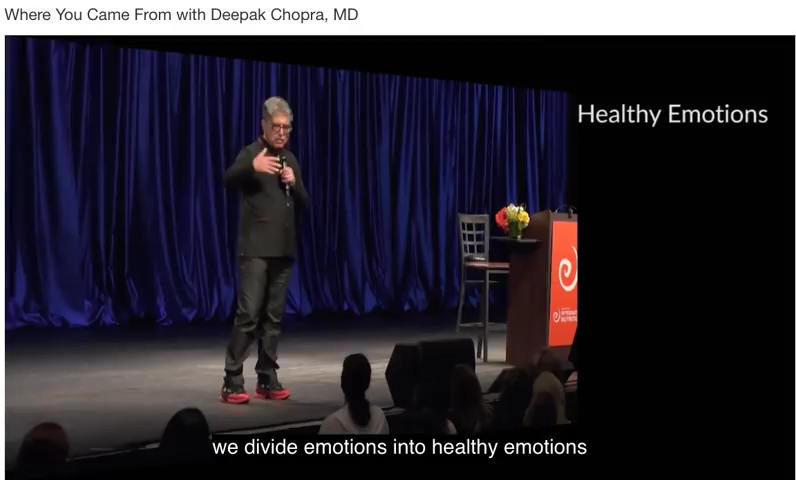 Where You Came From with Deepak Chopra, MD
Healthy Emotions
we divide emotions into healthy emotions